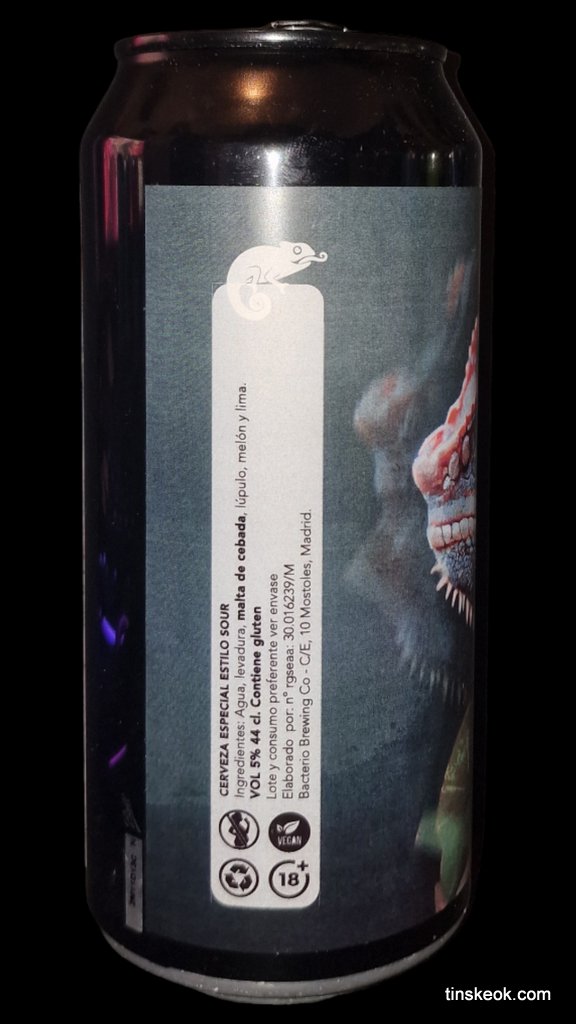 CERVEZA ESPECIAL ESTILO SOUR
Ingredientes: Agua, levadura, malta de cebada, lúpulo, melón y lima.
VOL 5% 44 cl. Contiene gluten
Lote y consumo preferente ver envase
Elaborado por: nº rgseaa: 30.016239/M
Bacterio Brewing Co - C/E, 10 Mostoles, Madrid.
VEGAN
18+
tinskeok.com